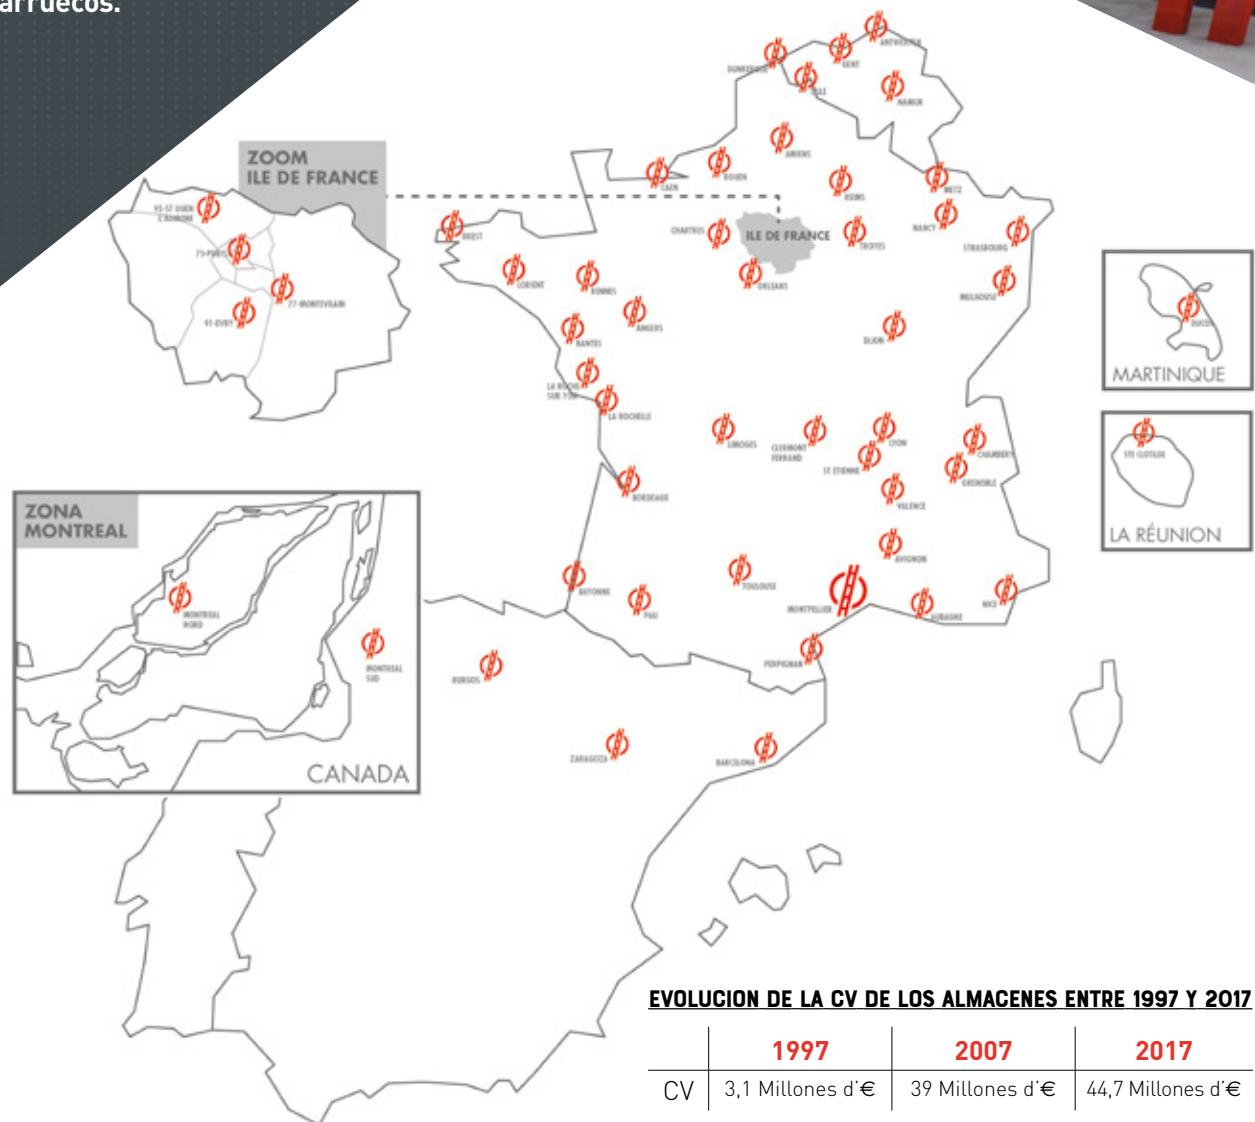 arruecos.
ZOOM
ILE DE FRANCE
95-ST OUEN
L'AUMONE
75-PARIS
77-MONTEVRAIN
91-EVRY
DUNKERQUE
ANTWERPEN
GENT
LILLE
NAMUR
AMIENS
ROUEN
CAEN
REIMS
METZ
NANCY
STRASBOURG
MULHOUSE
CHARTRES
ILE DE FRANCE
TROYES
ORLEANS
BREST
LORIENT
RENNES
ANGERS
NANTES
DIJON
LA ROCHE
SUR YON
LA ROCHELLE
LIMOGES
CLERMONT
FERRAND
LYON
ST ETIENNE
CHAMBERY
GRENOBLE
VALENCE
BORDEAUX
AVIGNON
BAYONNE
PAU
TOULOUSE
MONTPELLIER
AUBAGNE
NICE
PERPIGNAN
BURGOS
ZARAGOZA
BARCELONA
DUCOS
MARTINIQUE
STE CLOTILDE
LA RÉUNION
ZONA
MONTREAL
MONTREAL
NORD
MONTREAL
SUD
CANADA
EVOLUCION DE LA CV DE LOS ALMACENES ENTRE 1997 Y 2017
1997 2007 2017
CV 3,1 Millones d'€ 39 Millones d'€ 44,7 Millones d'€